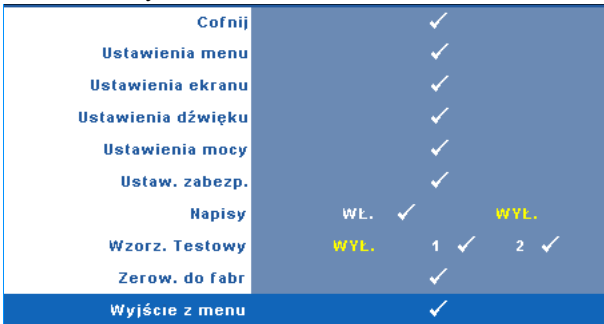 Cofnij ✓
Ustawienia menu ✓
Ustawienia ekranu ✓
Ustawienia dźwięku ✓
Ustawienia mocy ✓
Ustaw. zabezp. ✓
Napisy WŁ. ✓ WYŁ.
Wzorz. Testowy WYŁ. 1 ✓ 2 ✓
Zerow. do fabr ✓
Wyjście z menu ✓